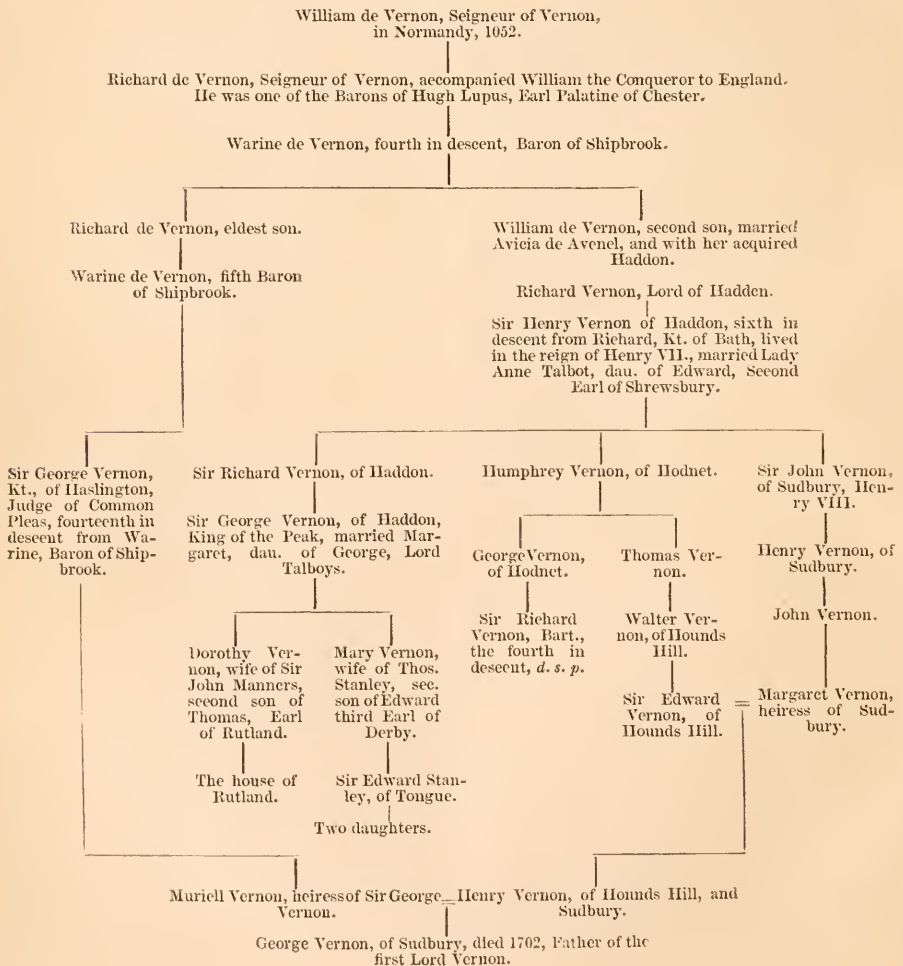 William de Vernon, Seigneur of Vernon,
in Normandy, 1052.
Richard de Vernon, Seigneur of Vernon, accompanied William the Conqueror to England.
He was one of the Barons of Hugh Lupus, Earl Palatine of Chester.
Warine de Vernon, fourth in descent, Baron of Shipbrook.
Richard de Vernon, eldest son.
Warine de Vernon, fifth Baron
of Shipbrook.
William de Vernon, second son, married
Avicia de Avenel, and with her acquired
Haddon.
Richard Vernon, Lord of Haddon.
Sir Henry Vernon of Haddon, sixth in
descent from Richard, Kt. of Bath, lived
in the reign of Henry VII., married Lady
Anne Talbot, dau. of Edward, Second
Earl of Shrewsbury.
Sir George Vernon,
Kt., of Haslington,
Judge of Common
Pleas, fourteenth in
descent from Wa-
rine, Baron of Ship-
brook.
Sir Richard Vernon, of Haddon.
Sir George Vernon, of Haddon,
King of the Peak, married Mar-
garet, dau. of George, Lord
Talboys.
Dorothy Ver-
non, wife of Sir
John Manners,
second son of
Thomas, Earl
of Rutland.
The house of
Rutland.
Mary Vernon,
wife of Thos.
Stanley, sec.
son of Edward
third Earl of
Derby.
Sir Edward Stan-
ley, of Tongue.
Two daughters.
Humphrey Vernon, of Hodnet.
George Vernon,
of Hodnet.
Sir Richard
Vernon, Bart.,
the fourth in
descent, d. s. p.
Thomas Ver-
non.
Walter Ver-
non, of Hounds
Hill.
Sir Edward
Vernon, of
Hounds Hill.
=
Sir John Vernon,
of Sudbury, Hen-
ry VIII.
Henry Vernon, of
Sudbury.
John Vernon.
Margaret Vernon,
heiress of Sud-
bury.
Muriell Vernon, heiress of Sir George = Henry Vernon, of Hounds Hill, and
Vernon. Sudbury.
George Vernon, of Sudbury, died 1702, Father of the
first Lord Vernon.